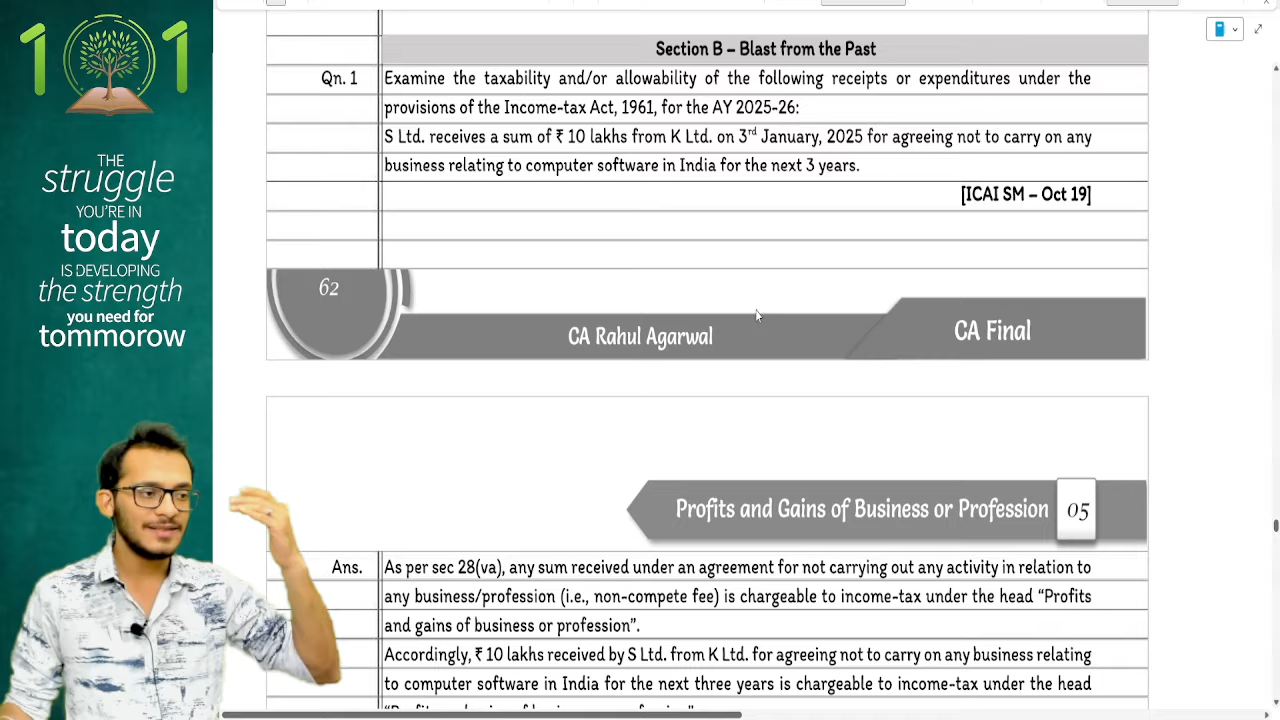 101
THE
struggle
YOU'RE IN
today
IS DEVELOPING
the strength
you need for
tommorow
Section B – Blast from the Past
Qn. 1 Examine the taxability and/or allowability of the following receipts or expenditures under the
provisions of the Income-tax Act, 1961, for the AY 2025-26:
S Ltd. receives a sum of ₹ 10 lakhs from K Ltd. on 3rd January, 2025 for agreeing not to carry on any
business relating to computer software in India for the next 3 years.
[ICAI SM – Oct 19]
62
CA Rahul Agarwal
CA Final
Profits and Gains of Business or Profession 05
Ans. As per sec 28(va), any sum received under an agreement for not carrying out any activity in relation to
any business/profession (i.e., non-compete fee) is chargeable to income-tax under the head “Profits
and gains of business or profession”.
Accordingly, ₹ 10 lakhs received by S Ltd. from K Ltd. for agreeing not to carry on any business relating
to computer software in India for the next three years is chargeable to income-tax under the head